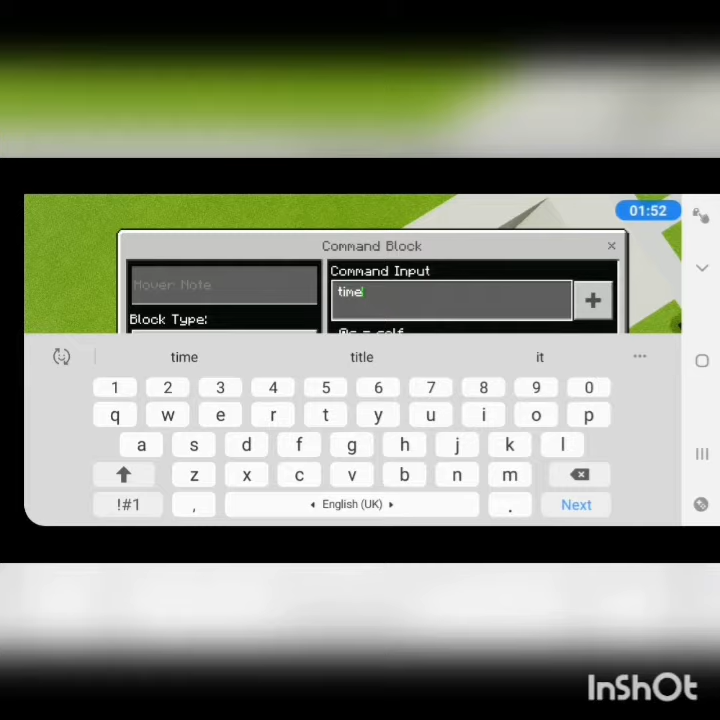 01:52
Command Block
Hover Note
Command Input
time
Block Type:
@s = self
time title it
1 2 3 4 5 6 7 8 9 0
q w e r t y u i o p
a s d f g h j k l
z x c v b n m
!#1 , English (UK) . Next
InShOt